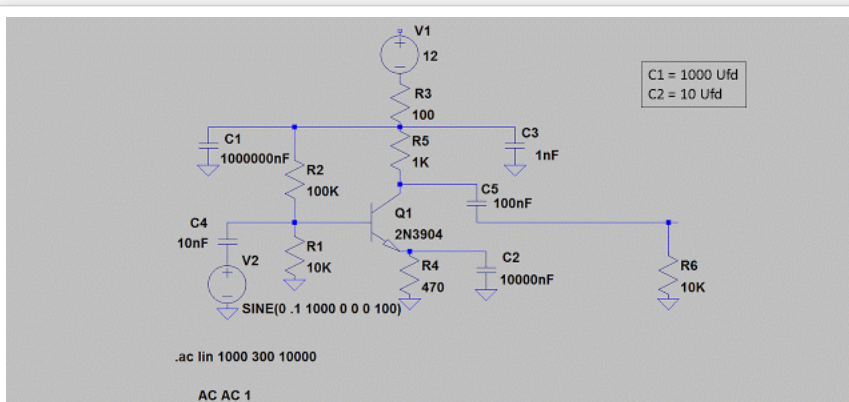 V1
12
C1 = 1000 Ufd
C2 = 10 Ufd
R3
100
C1
1000000nF
R5
1K
C3
1nF
R2
100K
C5
100nF
Q1
2N3904
C4
10nF
V2
R1
10K
R4
470
C2
10000nF
R6
10K
SINE(0 .1 1000 0 0 0 100)
.ac lin 1000 300 10000
AC AC 1